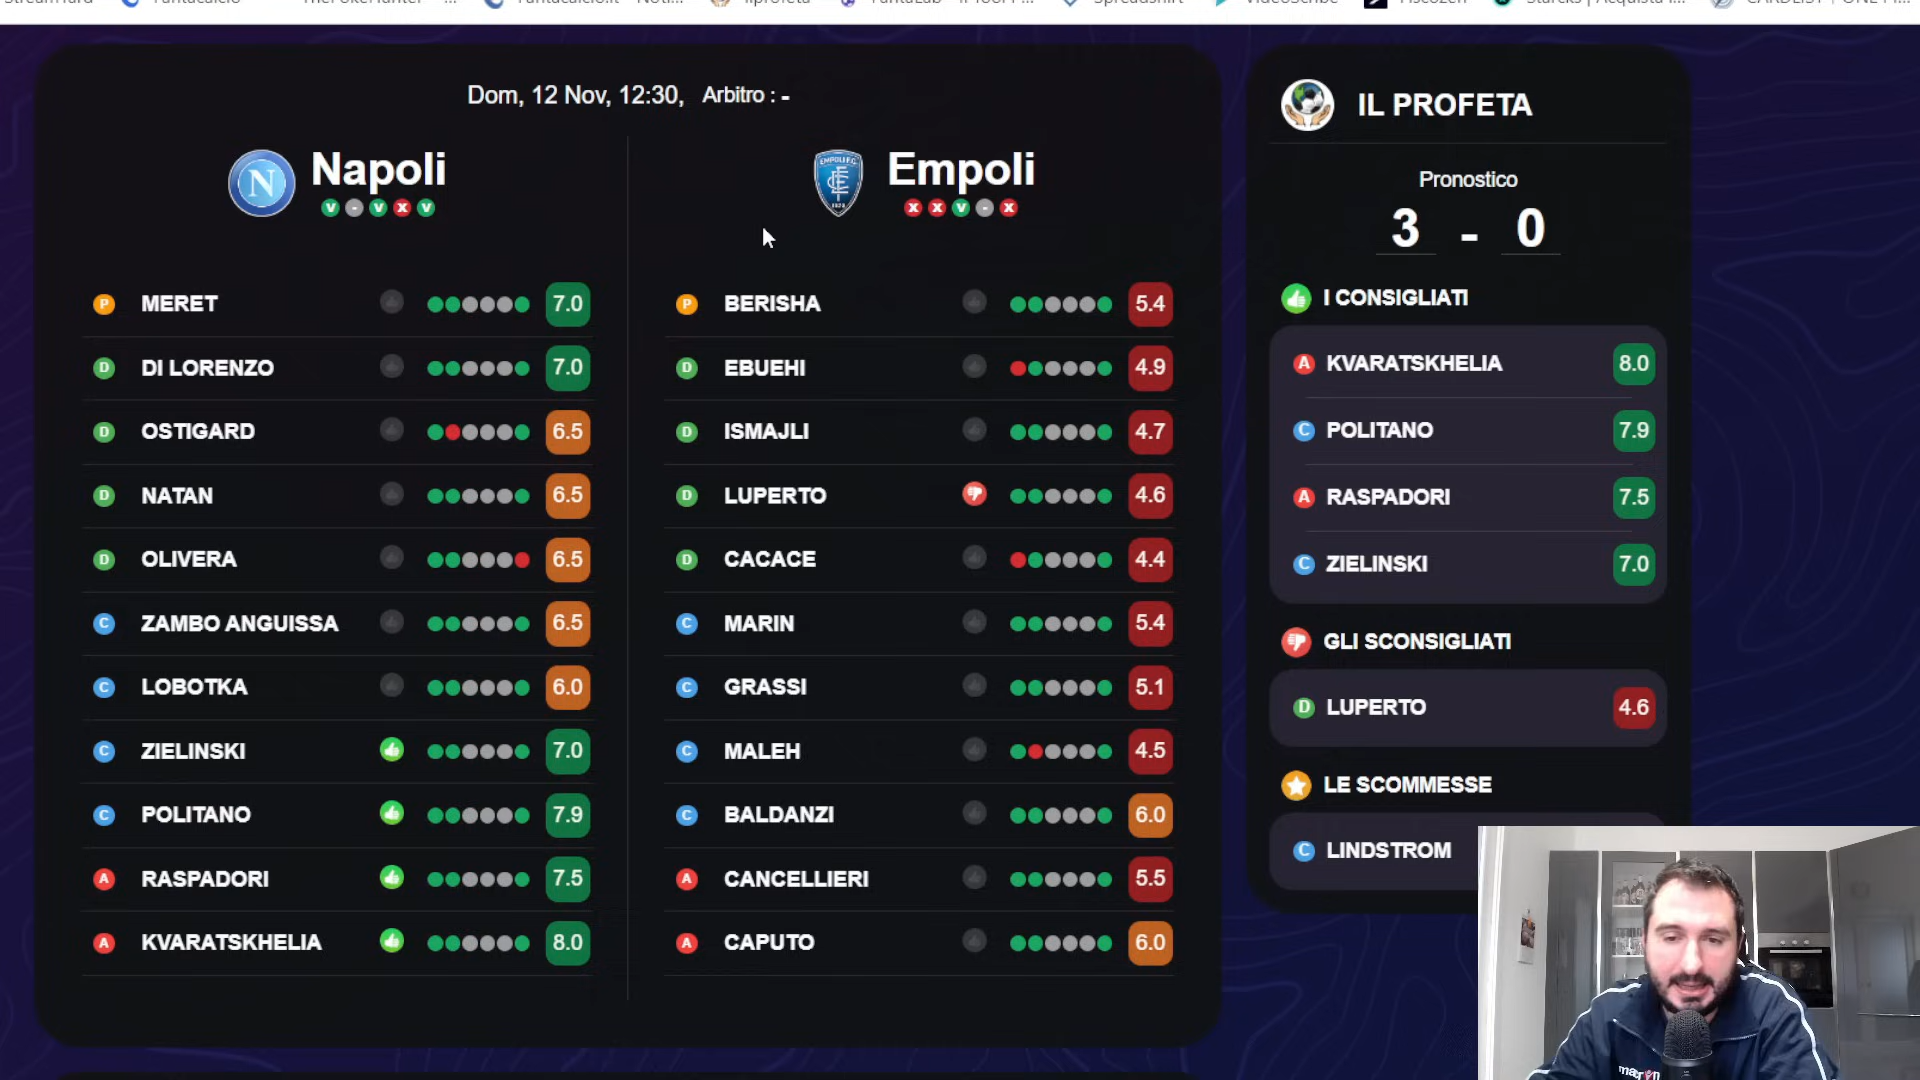 Dom, 12 Nov, 12:30, Arbitro : -
Napoli
V - V X V
Empoli
X X V - X
P MERET 7.0
D DI LORENZO 7.0
D OSTIGARD 6.5
D NATAN 6.5
D OLIVERA 6.5
C ZAMBO ANGUISSA 6.5
C LOBOTKA 6.0
C ZIELINSKI 7.0
C POLITANO 7.9
A RASPADORI 7.5
A KVARATSKHELIA 8.0
P BERISHA 5.4
D EBUEHI 4.9
D ISMAJLI 4.7
D LUPERTO 4.6
D CACACE 4.4
C MARIN 5.4
C GRASSI 5.1
C MALEH 4.5
C BALDANZI 6.0
A CANCELLIERI 5.5
A CAPUTO 6.0
IL PROFETA
Pronostico
3 - 0
I CONSIGLIATI
A KVARATSKHELIA 8.0
C POLITANO 7.9
A RASPADORI 7.5
C ZIELINSKI 7.0
GLI SCONSIGLIATI
D LUPERTO 4.6
LE SCOMMESSE
C LINDSTROM
macron